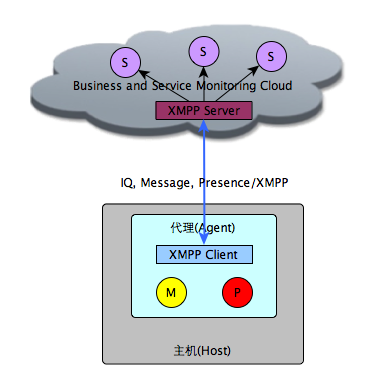 S
S
S
Business and Service Monitoring Cloud
XMPP Server
IQ, Message, Presence/XMPP
代理(Agent)
XMPP Client
M
P
主机(Host)